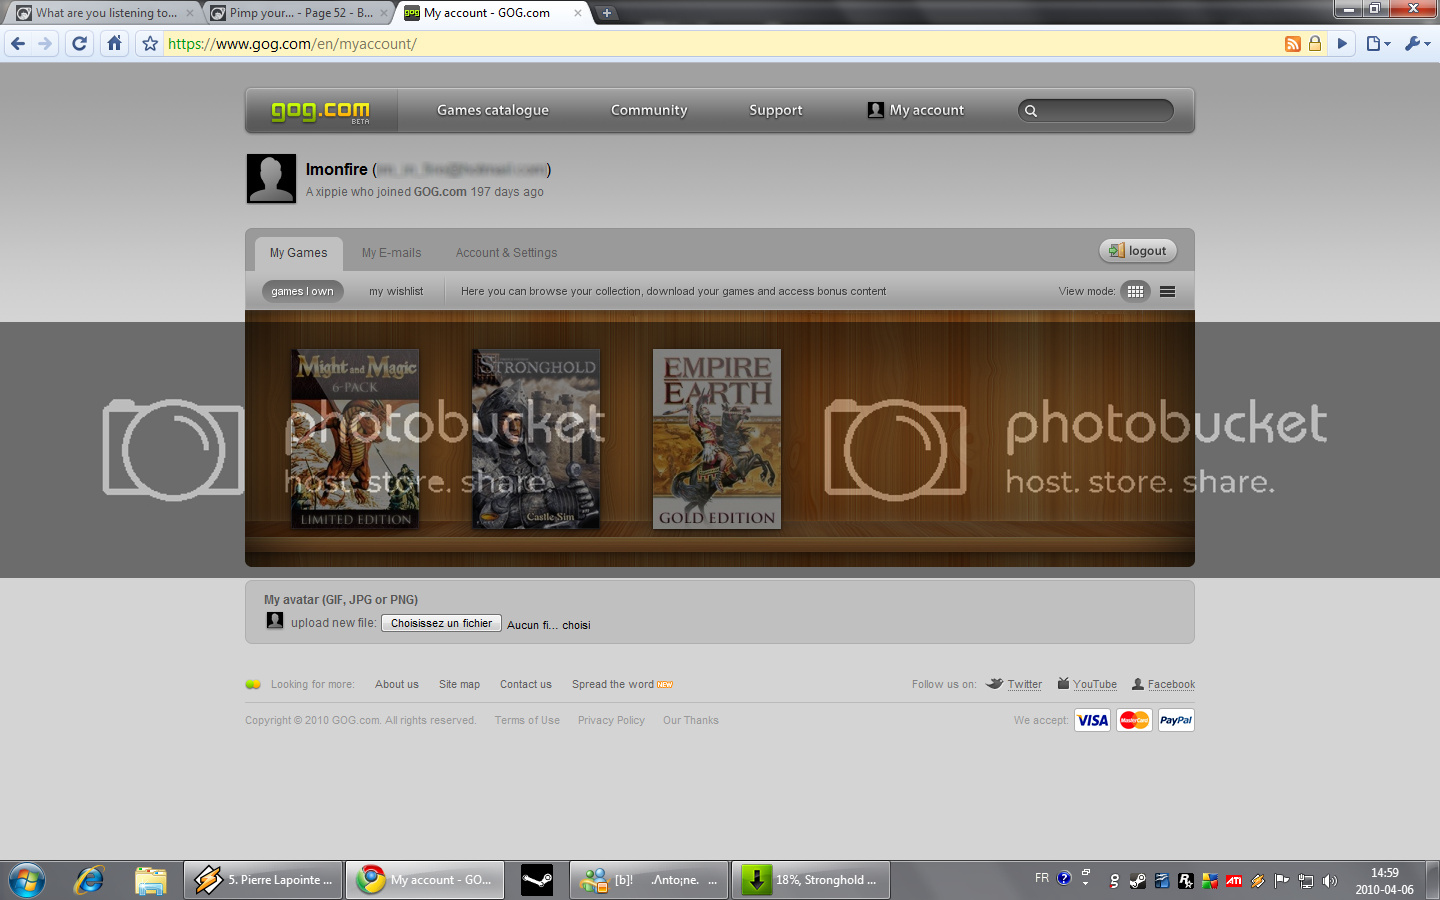 What are you listening to...
Pimp your... - Page 52 - B...
My account - GOG.com
https://www.gog.com/en/myaccount/
gog.com
BETA
Games catalogue
Community
Support
My account
Imonfire (
)
A xippie who joined GOG.com 197 days ago
My Games
My E-mails
Account & Settings
logout
games I own
my wishlist
Here you can browse your collection, download your games and access bonus content
View mode:
Might and Magic
6-PACK
LIMITED EDITION
STRONGHOLD
Castle Sim
EMPIRE
EARTH
GOLD EDITION
photobucket
host. store. share.
photobucket
host. store. share.
My avatar (GIF, JPG or PNG)
upload new file: Choisissez un fichier Aucun fi... choisi
Looking for more: About us Site map Contact us Spread the word NEW
Follow us on: Twitter YouTube Facebook
Copyright © 2010 GOG.com. All rights reserved. Terms of Use Privacy Policy Our Thanks
We accept: VISA MasterCard PayPal
5. Pierre Lapointe ...
My account - GO...
[b]! .Λnto¡ne. ...
18%, Stronghold ...
FR
ATI
14:59
2010-04-06